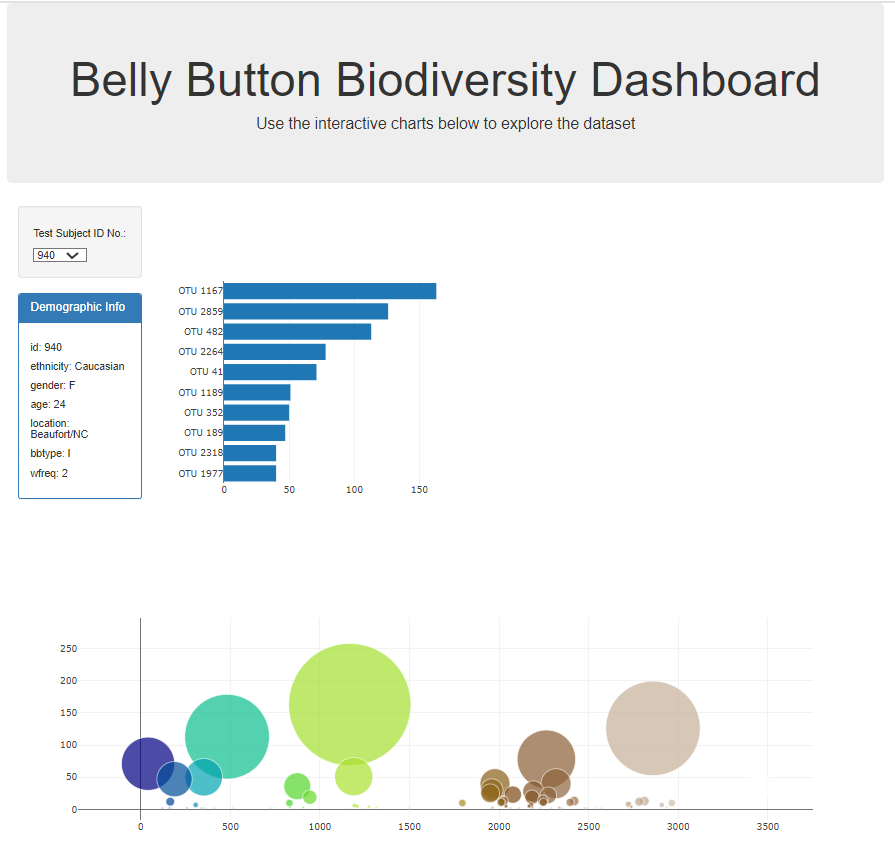 Belly Button Biodiversity Dashboard
Use the interactive charts below to explore the dataset
Test Subject ID No.:
940
Demographic Info
id: 940
ethnicity: Caucasian
gender: F
age: 24
location:
Beaufort/NC
bbtype: I
wfreq: 2
OTU 1167
OTU 2859
OTU 482
OTU 2264
OTU 41
OTU 1189
OTU 352
OTU 189
OTU 2318
OTU 1977
0 50 100 150
250
200
150
100
50
0
0 500 1000 1500 2000 2500 3000 3500